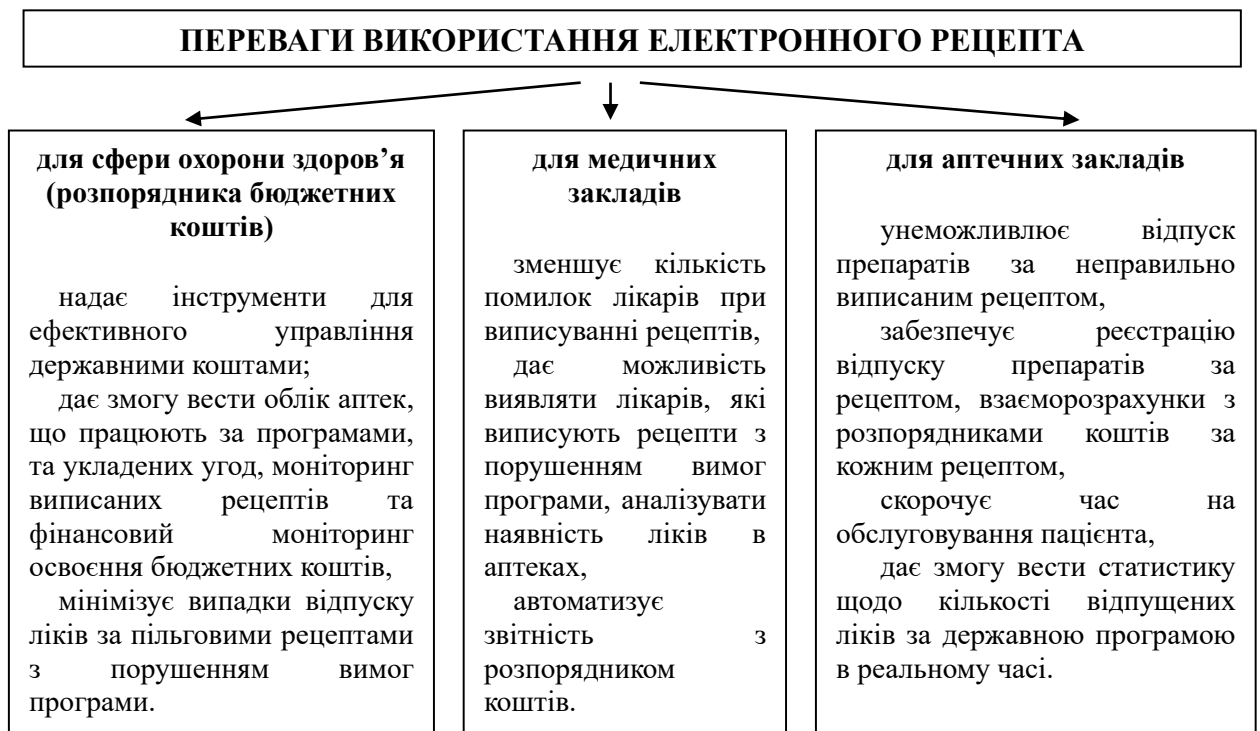 ПЕРЕВАГИ ВИКОРИСТАННЯ ЕЛЕКТРОННОГО РЕЦЕПТА
для сфери охорони здоров’я
(розпорядника бюджетних
коштів)
надає інструменти для
ефективного управління
державними коштами;
дає змогу вести облік аптек,
що працюють за програмами,
та укладених угод, моніторинг
виписаних рецептів та
фінансовий моніторинг
освоєння бюджетних коштів,
мінімізує випадки відпуску
ліків за пільговими рецептами
з порушенням вимог
програми.
для медичних
закладів
зменшує кількість
помилок лікарів при
виписуванні рецептів,
дає можливість
виявляти лікарів, які
виписують рецепти з
порушенням вимог
програми, аналізувати
наявність ліків в
аптеках,
автоматизує
звітність з
розпорядником
коштів.
для аптечних закладів
унеможливлює відпуск
препаратів за неправильно
виписаним рецептом,
забезпечує реєстрацію
відпуску препаратів за
рецептом, взаєморозрахунки з
розпорядниками коштів за
кожним рецептом,
скорочує час на
обслуговування пацієнта,
дає змогу вести статистику
щодо кількості відпущених
ліків за державною програмою
в реальному часі.